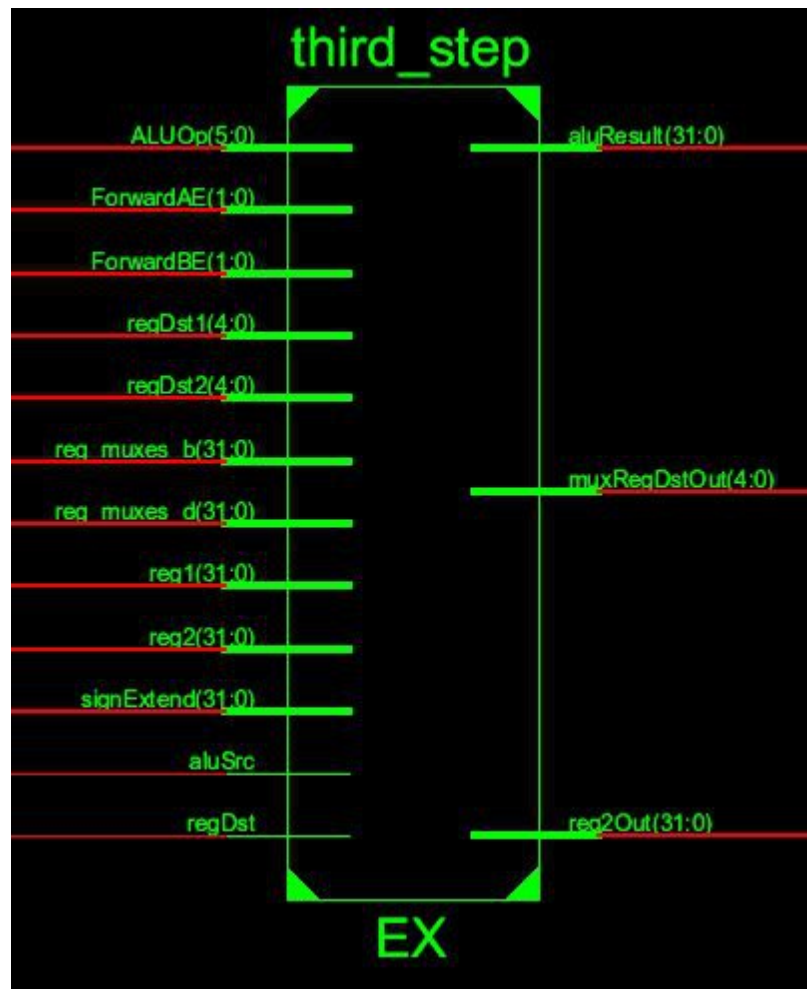 third_step
ALUOp(5:0)
aluResult(31:0)
ForwardAE(1:0)
ForwardBE(1:0)
regDst1(4:0)
regDst2(4:0)
reg_muxes_b(31:0)
muxRegDstOut(4:0)
reg_muxes_d(31:0)
reg1(31:0)
reg2(31:0)
signExtend(31:0)
aluSrc
regDst
reg2Out(31:0)
EX